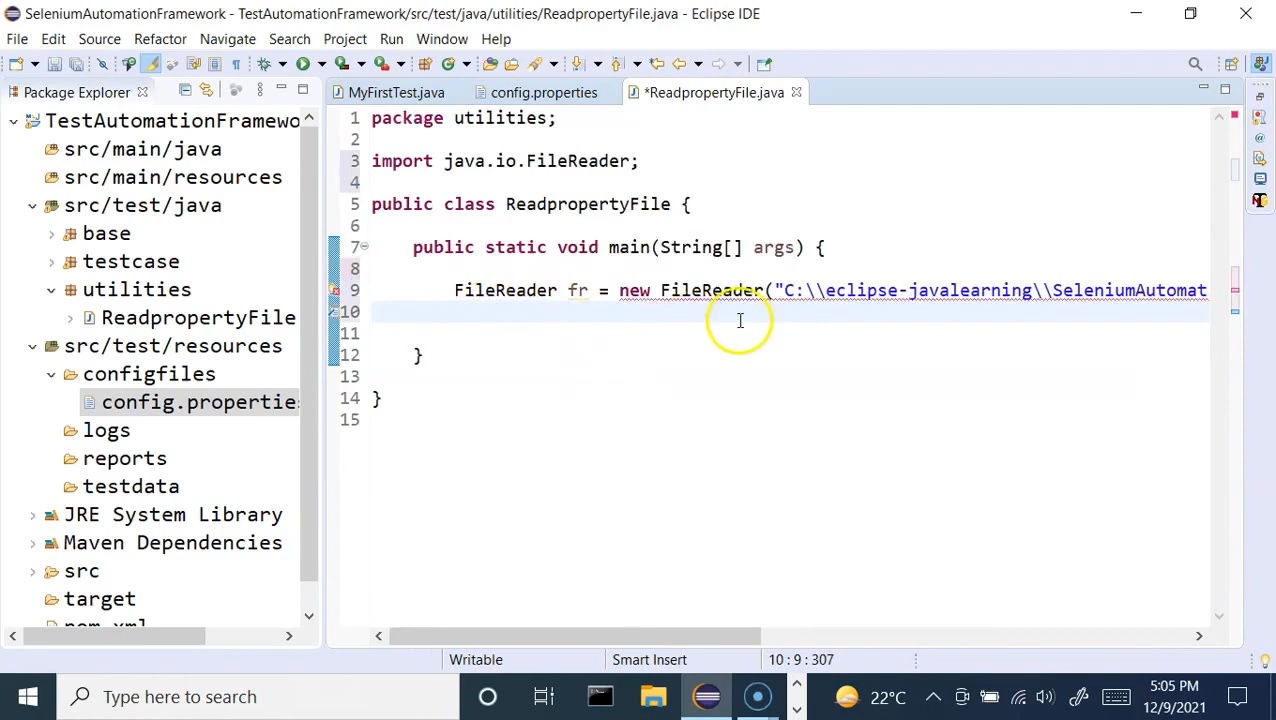 SeleniumAutomationFramework - TestAutomationFramework/src/test/java/utilities/ReadpropertyFile.java - Eclipse IDE
File Edit Source Refactor Navigate Search Project Run Window Help
Package Explorer
MyFirstTest.java config.properties *ReadpropertyFile.java
TestAutomationFramewo
src/main/java
src/main/resources
src/test/java
base
testcase
utilities
ReadpropertyFile
src/test/resources
configfiles
config.propertie
logs
reports
testdata
JRE System Library
Maven Dependencies
src
target
pom.xml
1 package utilities;
2
3 import java.io.FileReader;
4
5 public class ReadpropertyFile {
6
7 public static void main(String[] args) {
8
9 FileReader fr = new FileReader("C:\\eclipse-javalearning\\SeleniumAutomat
10
11
12 }
13
14 }
15
Writable Smart Insert 10 : 9 : 307
Type here to search
22°C
5:05 PM
12/9/2021